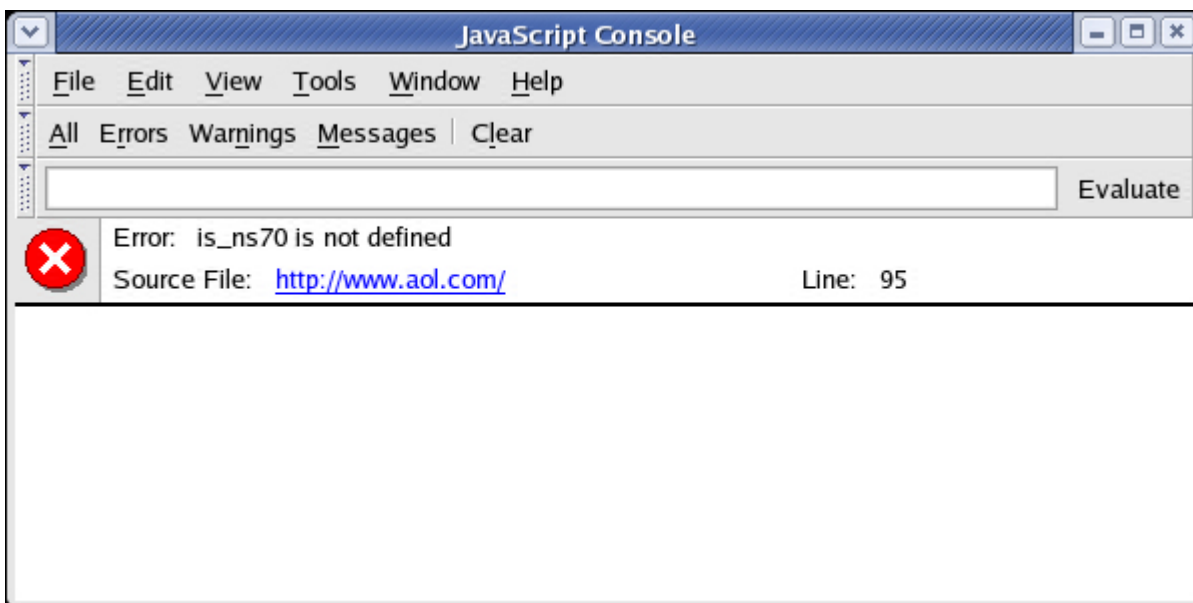 JavaScript Console
File Edit View Tools Window Help
All Errors Warnings Messages Clear
Evaluate
Error: is_ns70 is not defined
Source File: http://www.aol.com/ Line: 95